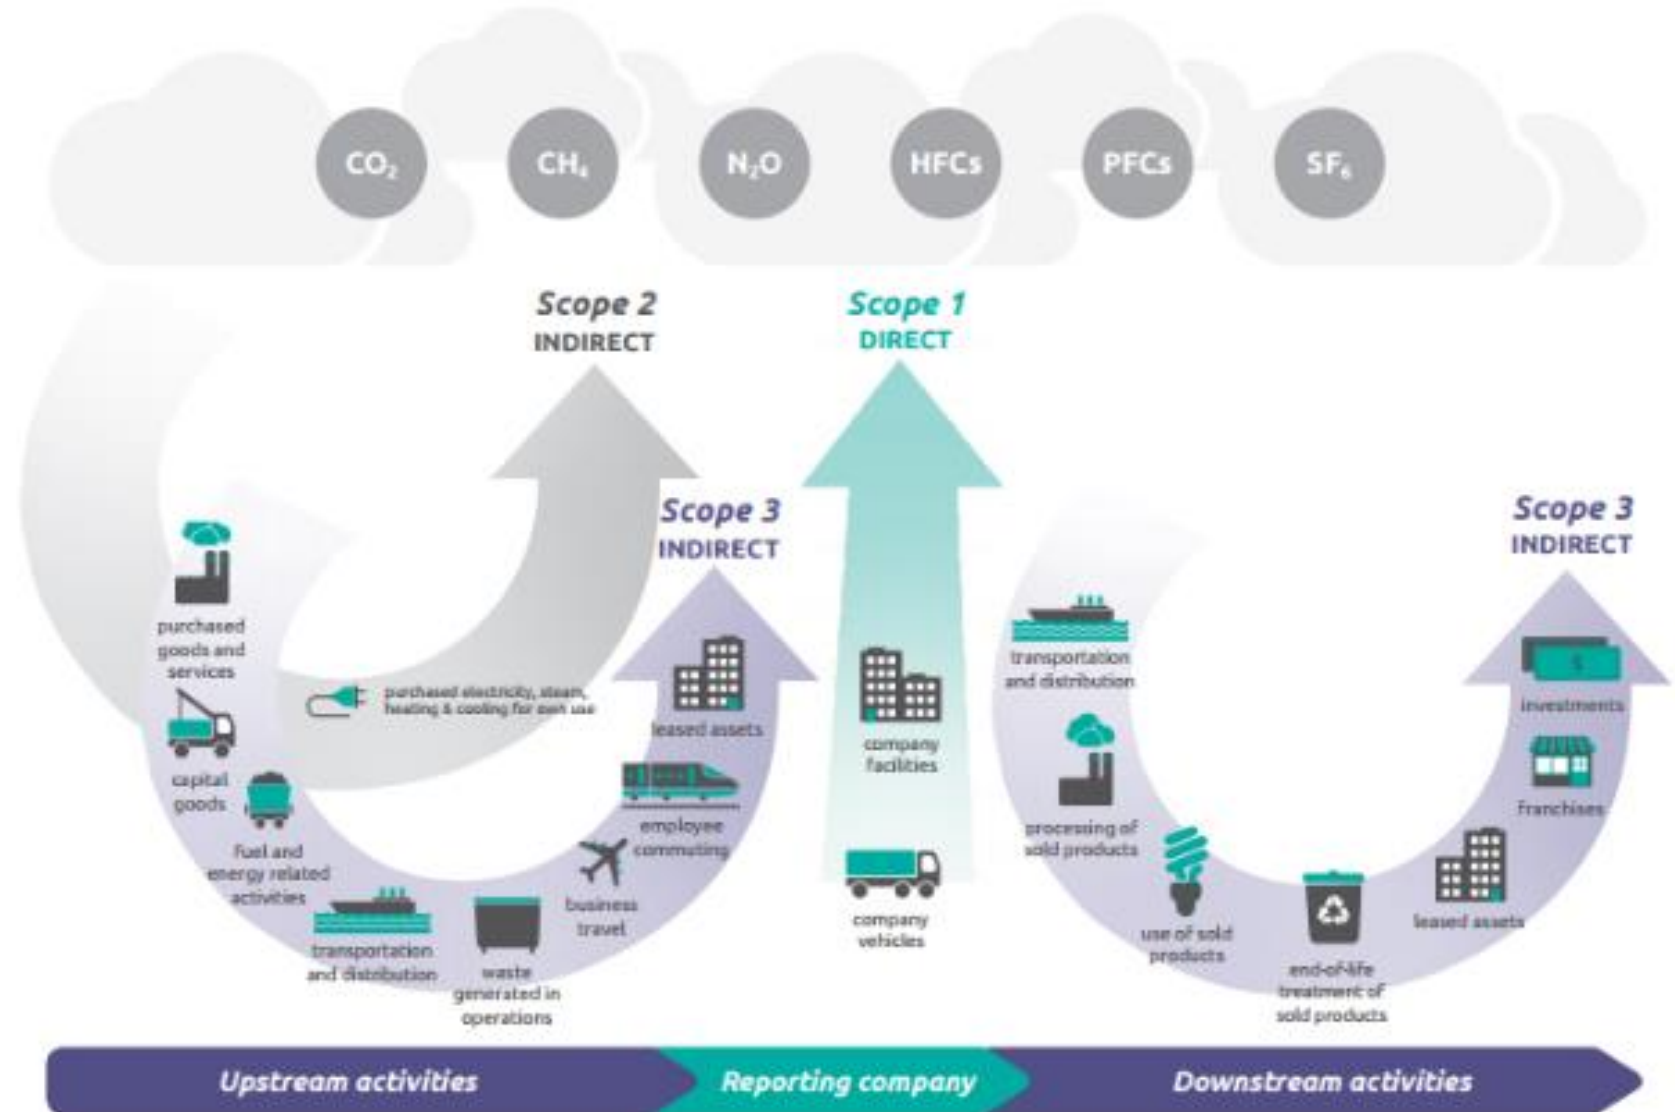 CO₂
CH₄
N₂O
HFCs
PFCs
SF₆
Scope 2
INDIRECT
Scope 1
DIRECT
Scope 3
INDIRECT
Scope 3
INDIRECT
purchased
goods and
services
capital
goods
fuel and
energy related
activities
transportation
and distribution
waste
generated in
operations
business
travel
employee
commuting
leased assets
purchased electricity, steam,
heating & cooling for own use
company
facilities
company
vehicles
transportation
and distribution
processing of
sold products
use of sold
products
end-of-life
treatment of
sold products
leased assets
franchises
investments
$
Upstream activities
Reporting company
Downstream activities